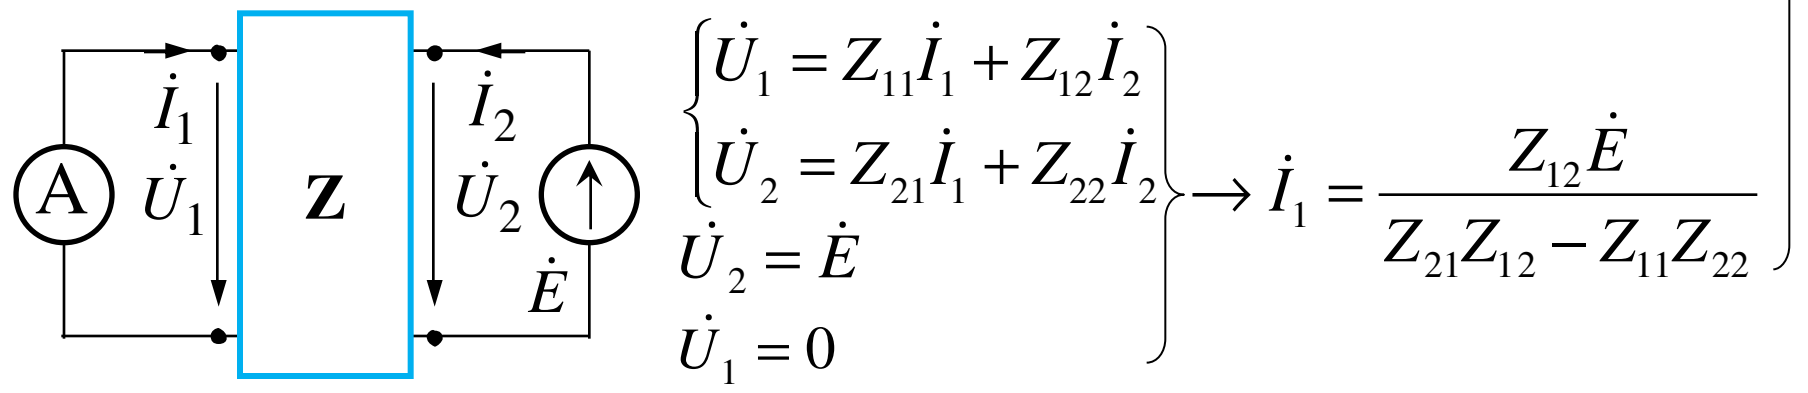 A
İ₁
U̇₁
Z
İ₂
U̇₂
Ė
U̇₁ = Z₁₁İ₁ + Z₁₂İ₂
U̇₂ = Z₂₁İ₁ + Z₂₂İ₂
U̇₂ = Ė
U̇₁ = 0
→ İ₁ = Z₁₂Ė / (Z₂₁Z₁₂ − Z₁₁Z₂₂)